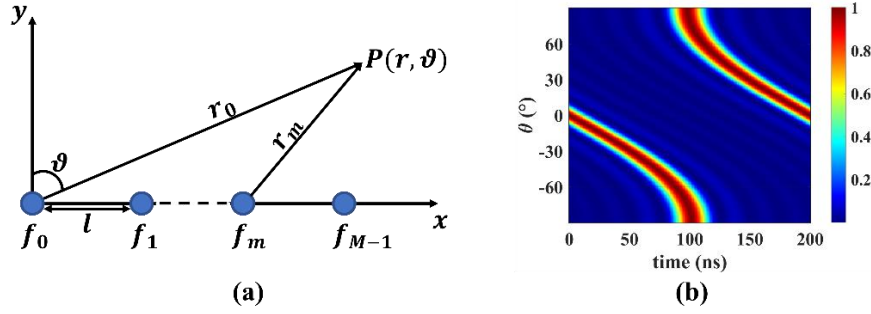 y
P(r, ϑ)
r₀
rₘ
ϑ
l
x
f₀ f₁ fₘ f_{M−1}
(a)
1
0.8
0.6
0.4
0.2
60
30
0
-30
-60
θ (°)
0 50 100 150 200
time (ns)
(b)